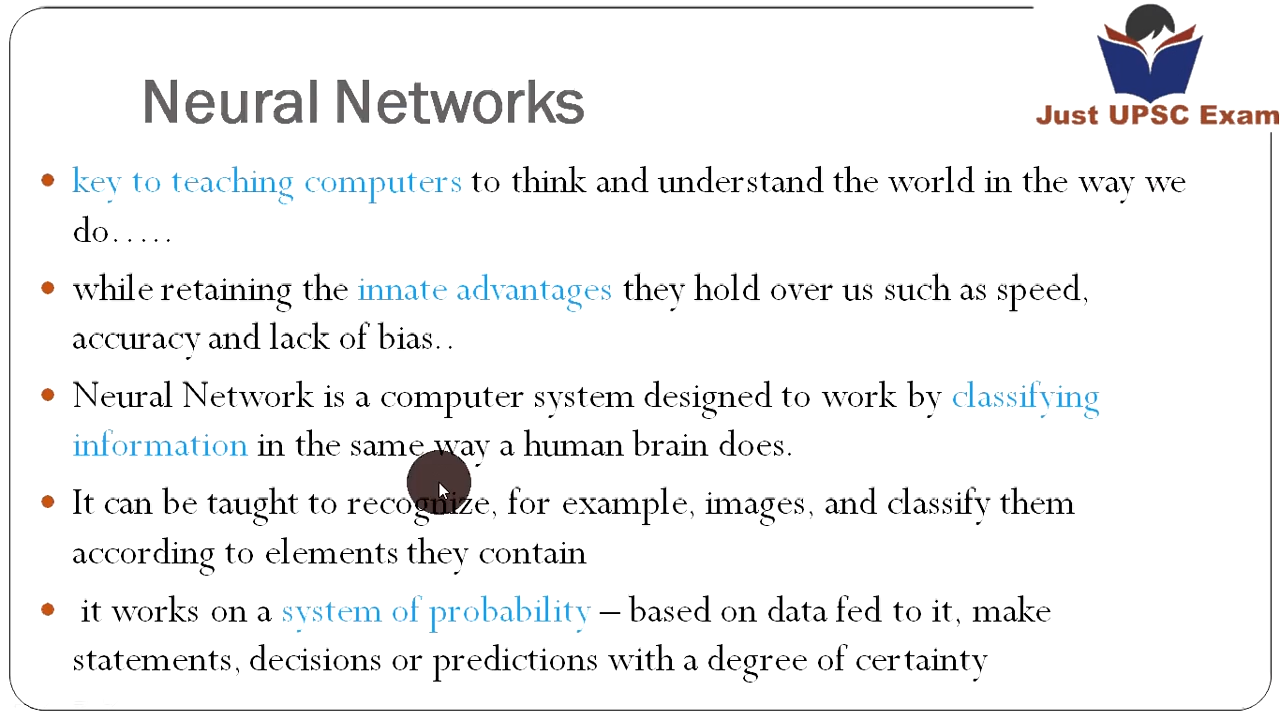 Just UPSC Exam
Neural Networks
key to teaching computers to think and understand the world in the way we
do.....
while retaining the innate advantages they hold over us such as speed,
accuracy and lack of bias..
Neural Network is a computer system designed to work by classifying
information in the same way a human brain does.
It can be taught to recognize, for example, images, and classify them
according to elements they contain
it works on a system of probability – based on data fed to it, make
statements, decisions or predictions with a degree of certainty